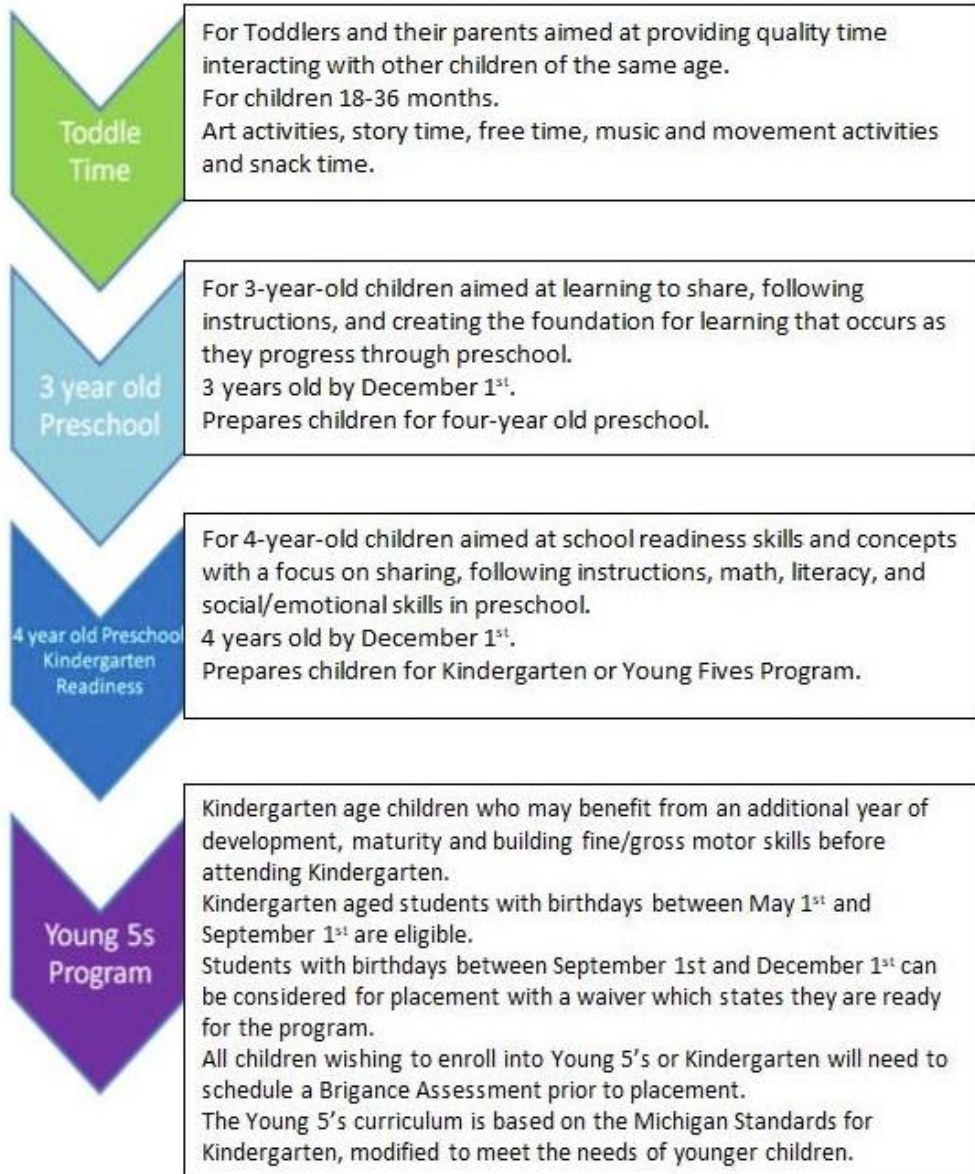 Toddle
Time
For Toddlers and their parents aimed at providing quality time
interacting with other children of the same age.
For children 18-36 months.
Art activities, story time, free time, music and movement activities
and snack time.
3 year old
Preschool
For 3-year-old children aimed at learning to share, following
instructions, and creating the foundation for learning that occurs as
they progress through preschool.
3 years old by December 1st.
Prepares children for four-year old preschool.
4 year old Preschool
Kindergarten
Readiness
For 4-year-old children aimed at school readiness skills and concepts
with a focus on sharing, following instructions, math, literacy, and
social/emotional skills in preschool.
4 years old by December 1st.
Prepares children for Kindergarten or Young Fives Program.
Young 5s
Program
Kindergarten age children who may benefit from an additional year of
development, maturity and building fine/gross motor skills before
attending Kindergarten.
Kindergarten aged students with birthdays between May 1st and
September 1st are eligible.
Students with birthdays between September 1st and December 1st can
be considered for placement with a waiver which states they are ready
for the program.
All children wishing to enroll into Young 5’s or Kindergarten will need to
schedule a Brigance Assessment prior to placement.
The Young 5’s curriculum is based on the Michigan Standards for
Kindergarten, modified to meet the needs of younger children.